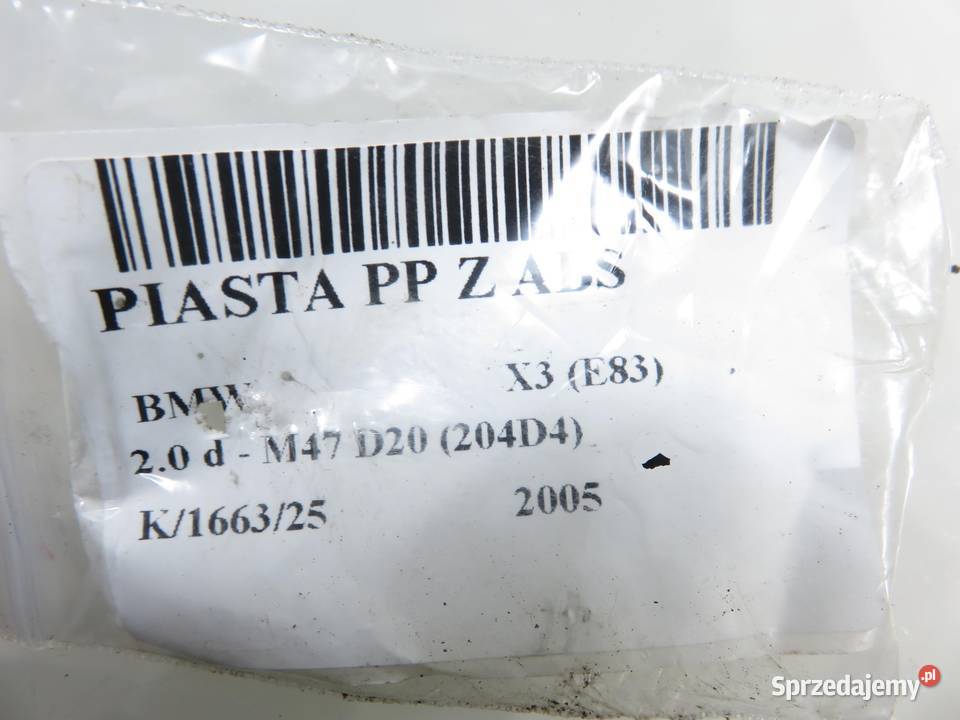 PIASTA PP Z ABS
BMW X3 (E83)
2.0 d - M47 D20 (204D4)
K/1663/25 2005
Sprzedajemy.pl